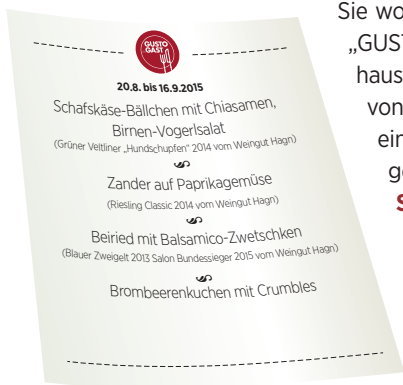 GUSTO
GAST
20.8. bis 16.9.2015
Schafskäse-Bällchen mit Chiasamen,
Birnen-Vogerlsalat
(Grüner Veltliner „Hundschupfen“ 2014 vom Weingut Hagn)
Zander auf Paprikagemüse
(Riesling Classic 2014 vom Weingut Hagn)
Beiried mit Balsamico-Zwetschken
(Blauer Zweigelt 2013 Salon Bundessieger 2015 vom Weingut Hagn)
Brombeerenkuchen mit Crumbles
Sie wo
„GUST
haus
von
ein
ge
S